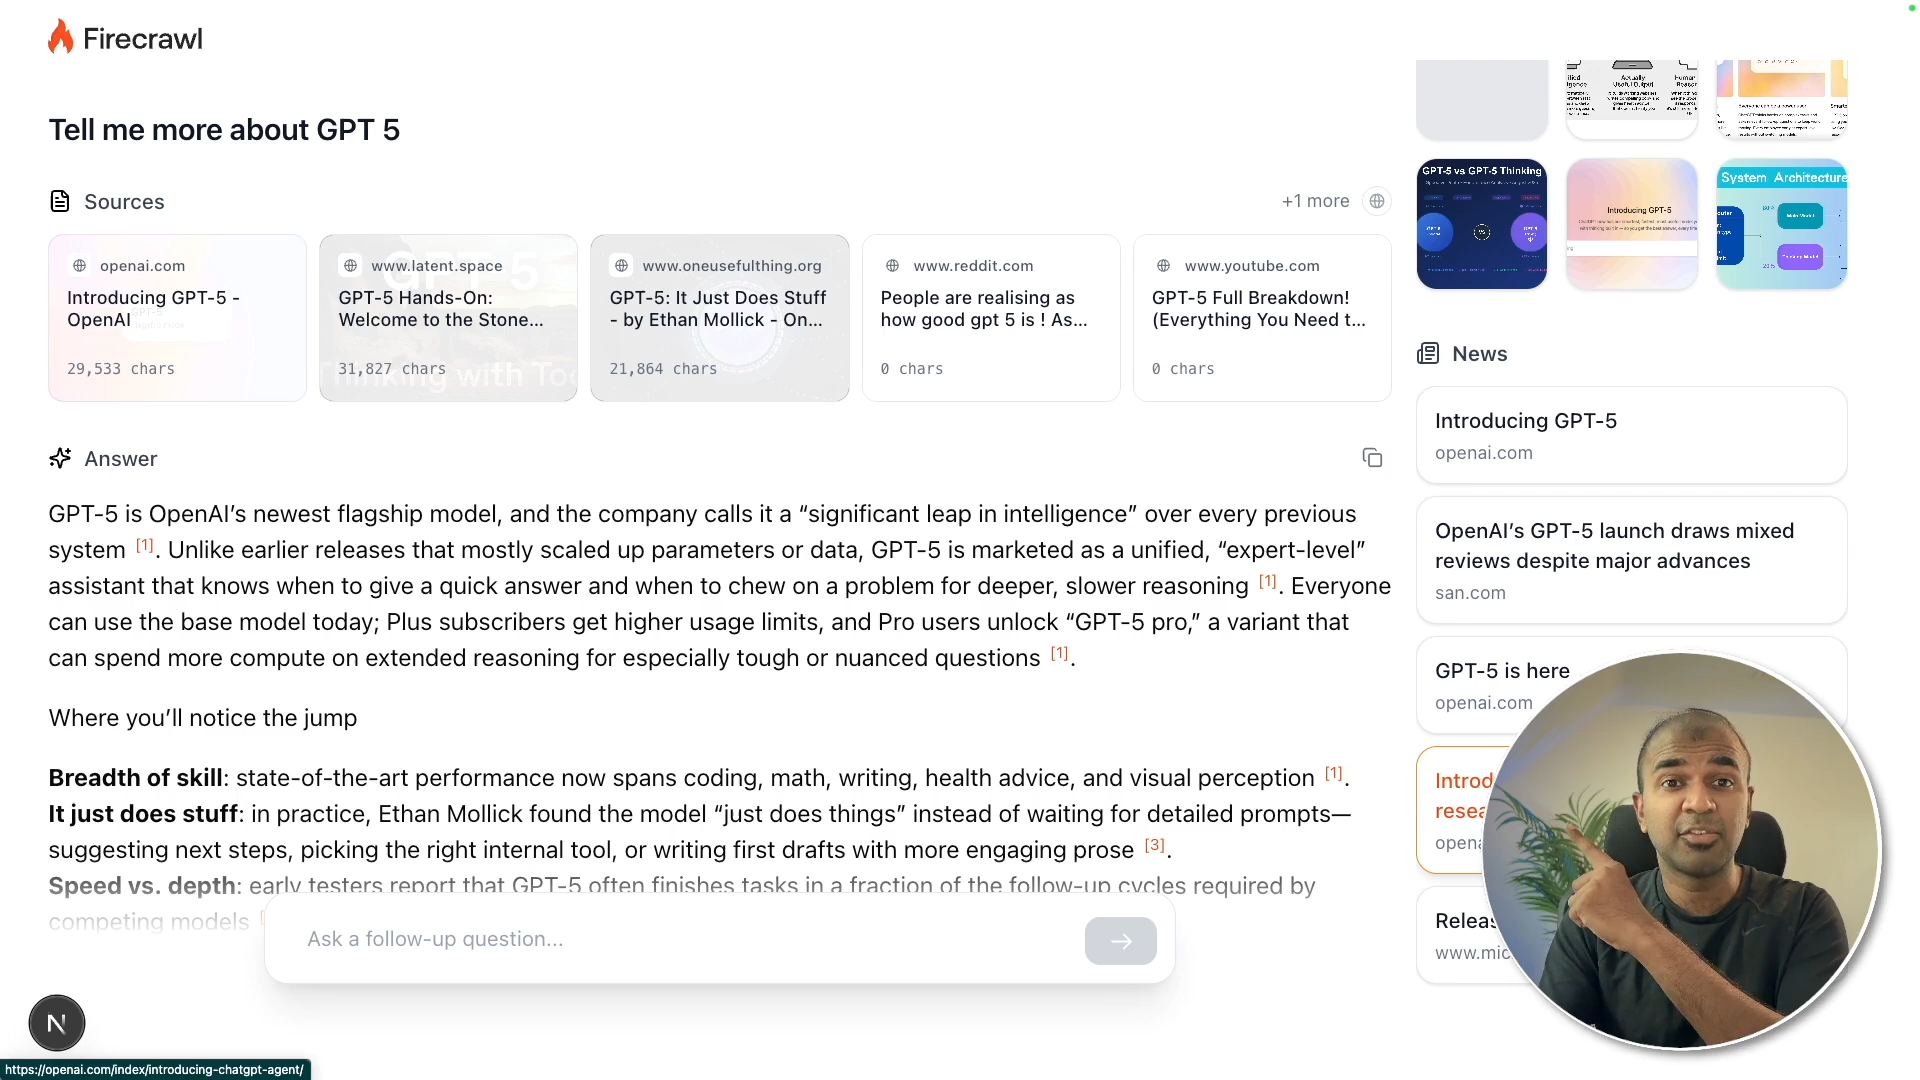 Firecrawl
Tell me more about GPT 5
Sources
+1 more
openai.com
Introducing GPT-5 -
OpenAI
29,533 chars
www.latent.space
GPT-5 Hands-On:
Welcome to the Stone...
31,827 chars
www.oneusefulthing.org
GPT-5: It Just Does Stuff
- by Ethan Mollick - On...
21,864 chars
www.reddit.com
People are realising as
how good gpt 5 is ! As...
0 chars
www.youtube.com
GPT-5 Full Breakdown!
(Everything You Need t...
0 chars
Answer
GPT-5 is OpenAI’s newest flagship model, and the company calls it a “significant leap in intelligence” over every previous
system [1]. Unlike earlier releases that mostly scaled up parameters or data, GPT-5 is marketed as a unified, “expert-level”
assistant that knows when to give a quick answer and when to chew on a problem for deeper, slower reasoning [1]. Everyone
can use the base model today; Plus subscribers get higher usage limits, and Pro users unlock “GPT-5 pro,” a variant that
can spend more compute on extended reasoning for especially tough or nuanced questions [1].
Where you’ll notice the jump
Breadth of skill: state-of-the-art performance now spans coding, math, writing, health advice, and visual perception [1].
It just does stuff: in practice, Ethan Mollick found the model “just does things” instead of waiting for detailed prompts—
suggesting next steps, picking the right internal tool, or writing first drafts with more engaging prose [3].
Speed vs. depth: early testers report that GPT-5 often finishes tasks in a fraction of the follow-up cycles required by
competing models
Ask a follow-up question...
N
https://openai.com/index/introducing-chatgpt-agent/
Actually
Useful Output
Human
GPT-5 vs GPT-5 Thinking
VS
Introducing GPT-5
System Architecture
News
Introducing GPT-5
openai.com
OpenAI’s GPT-5 launch draws mixed
reviews despite major advances
san.com
GPT-5 is here
openai.com
Introd
resea
opena
Releas
www.mic